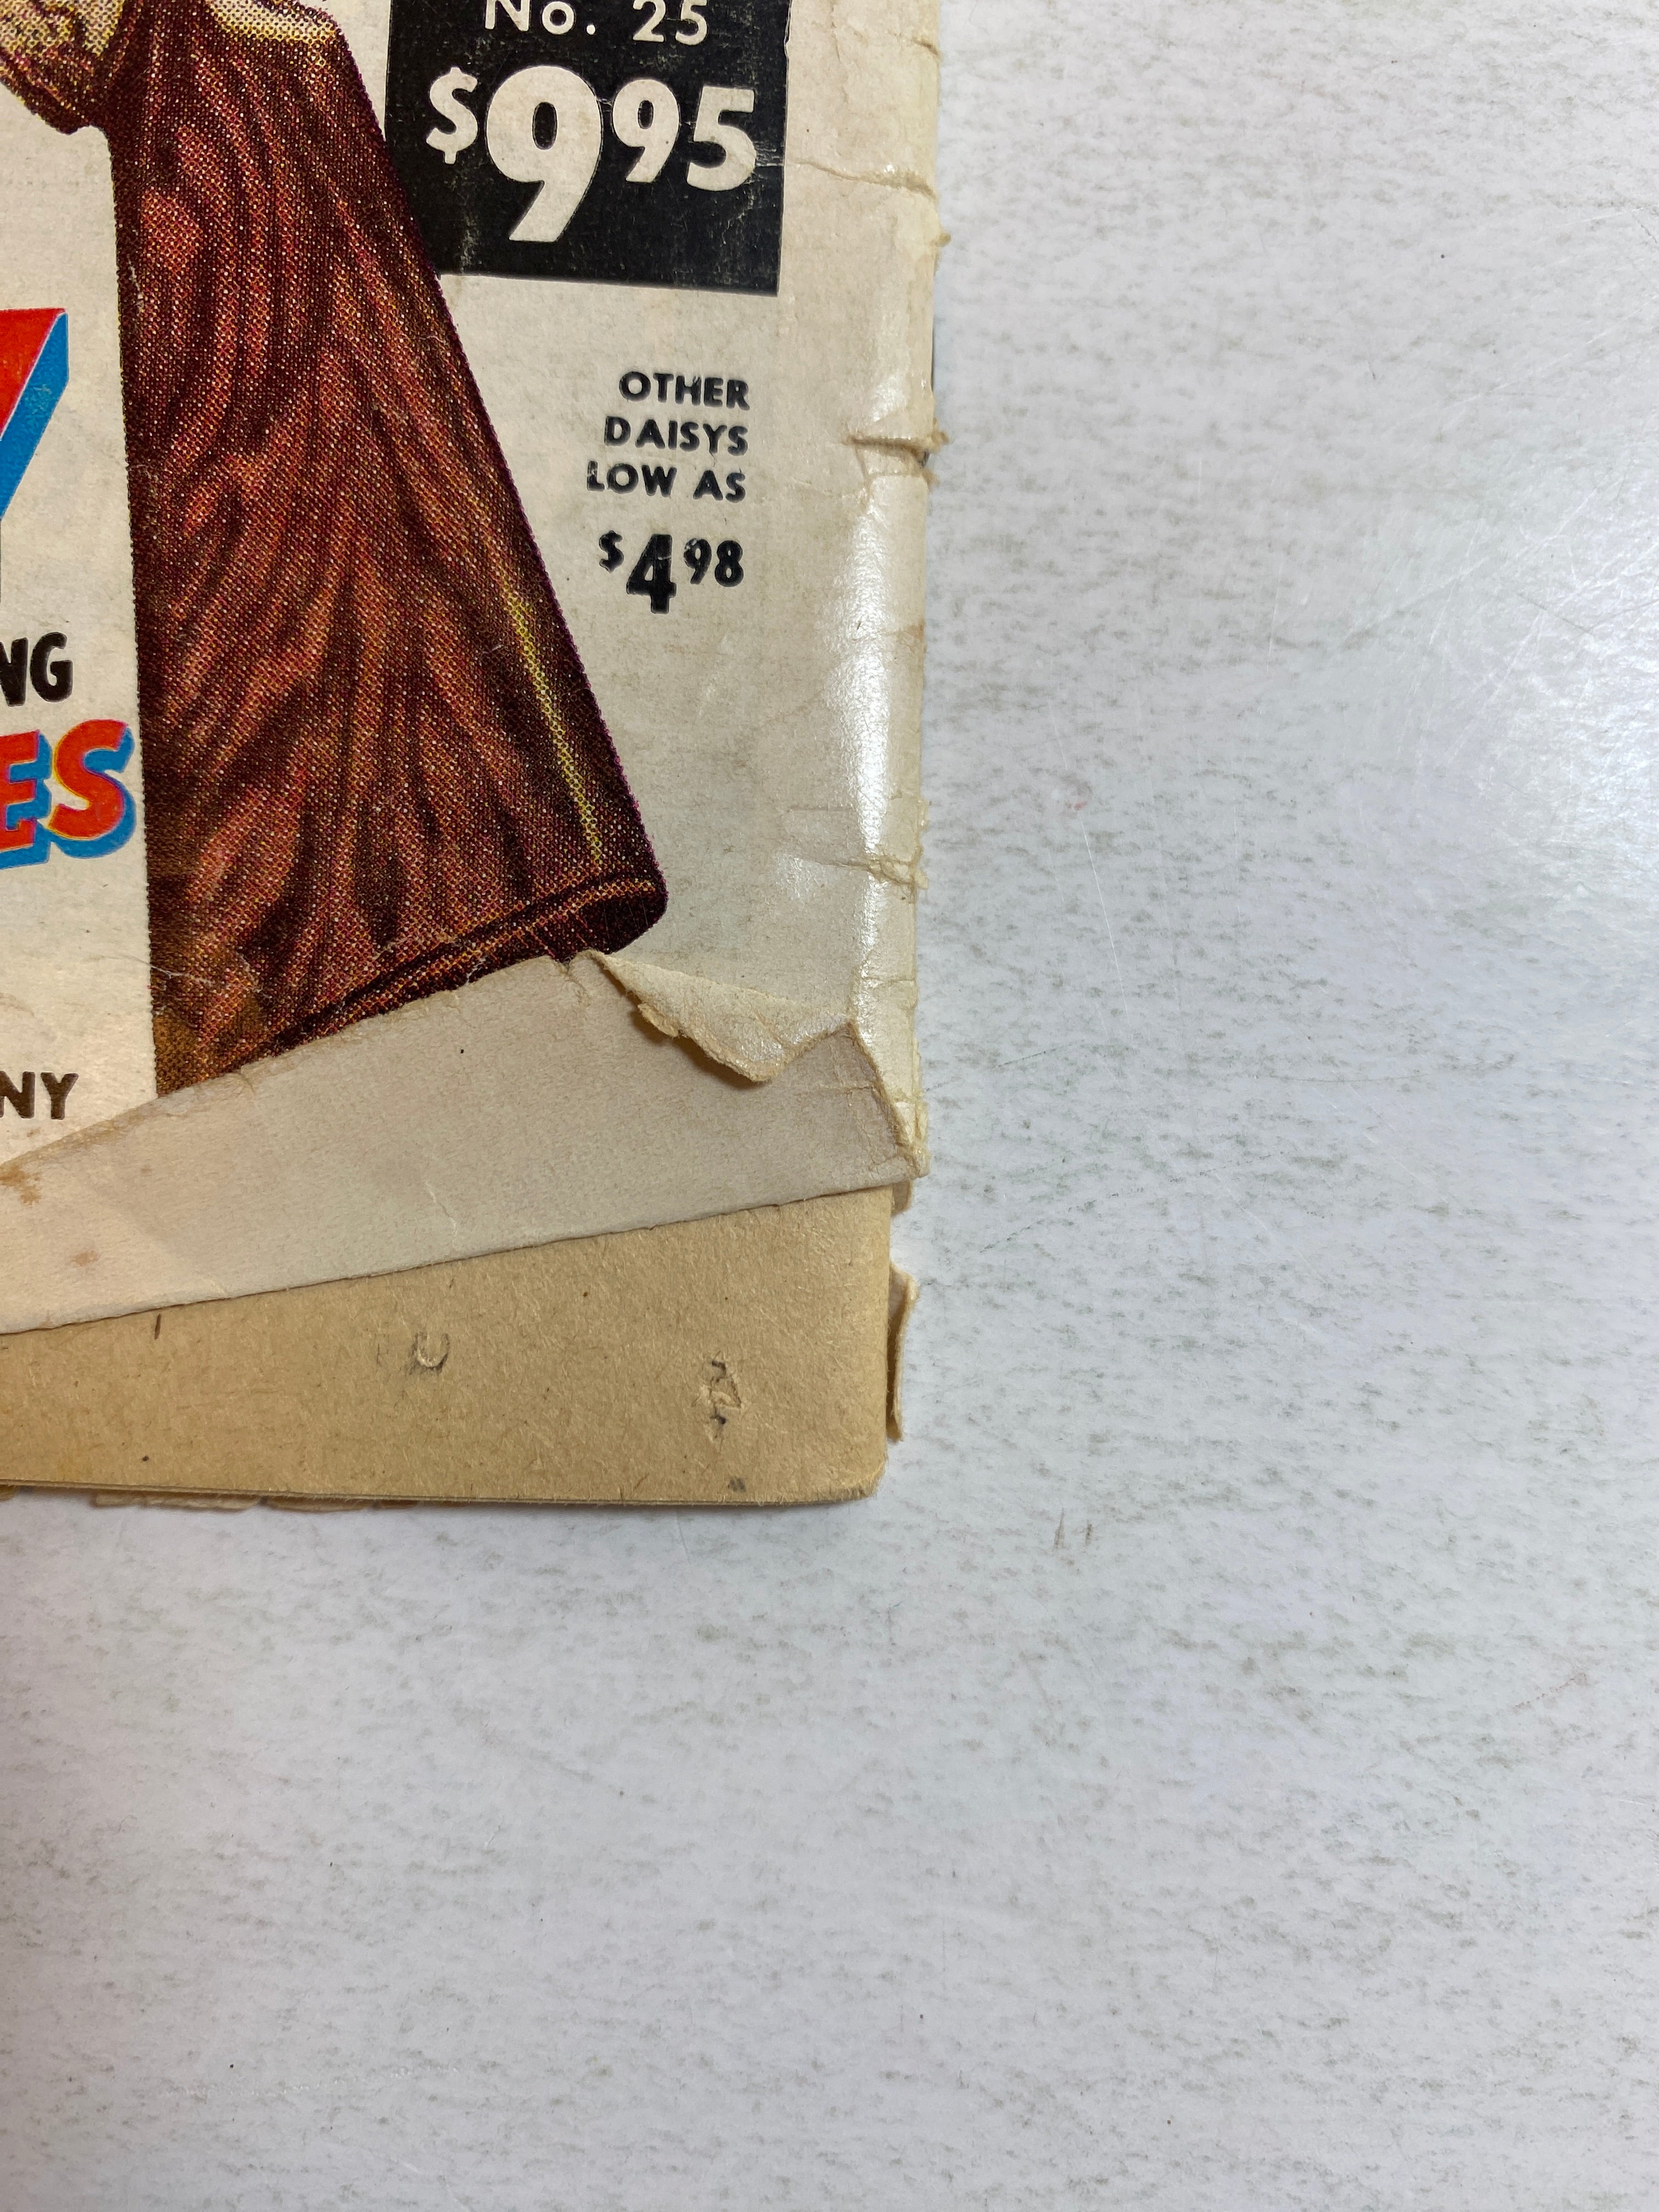 No. 25
$9.95
OTHER
DAISYS
LOW AS
$4.98
NG
ES
NY